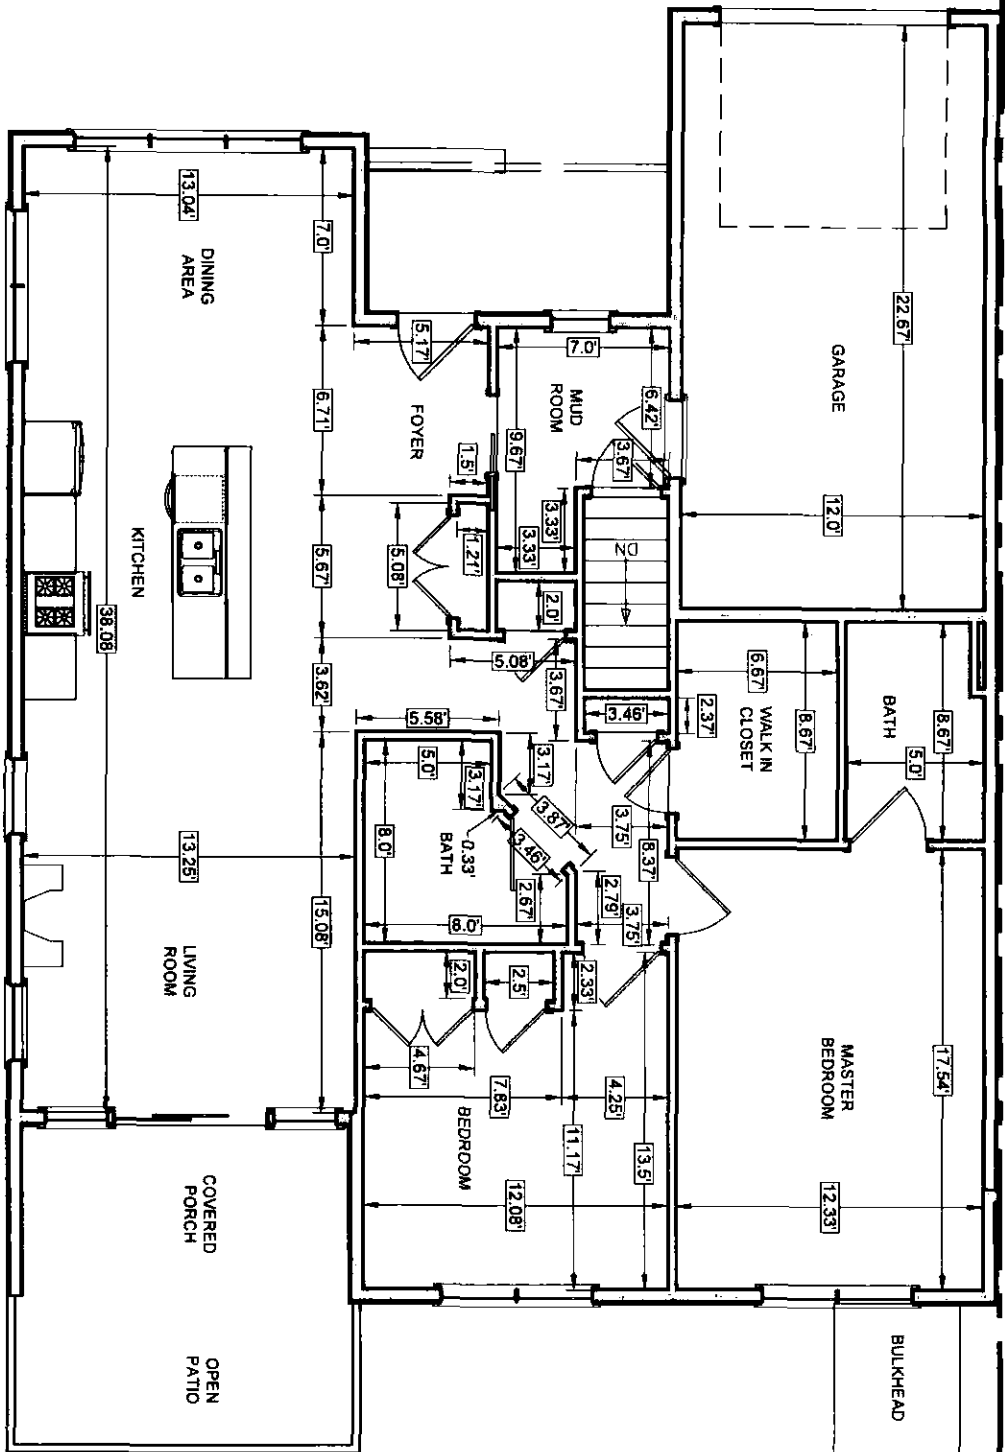 BATH
8.67'
5.0'
GARAGE
22.67'
12.0'
WALK IN
CLOSET
8.67'
6.67'
2.37'
MASTER
BEDROOM
17.54'
12.33'
BULKHEAD
MUD
ROOM
7.0'
6.42'
3.67'
9.67'
3.33'
3.33'
DN
2.0'
3.46'
5.08'
3.67'
3.17'
3.87'
3.46'
3.75'
8.37'
2.79'
3.75'
2.33'
4.25'
13.5'
11.17'
FOYER
5.17'
1.5'
1.21'
5.08'
5.58'
5.0'
3.17'
0.33'
BATH
8.0'
2.67'
8.0'
2.0'
2.5'
4.67'
7.83'
BEDROOM
12.08'
7.0'
6.71'
5.67'
3.62'
15.08'
DINING
AREA
13.04'
KITCHEN
38.08
13.25'
LIVING
ROOM
COVERED
PORCH
OPEN
PATIO